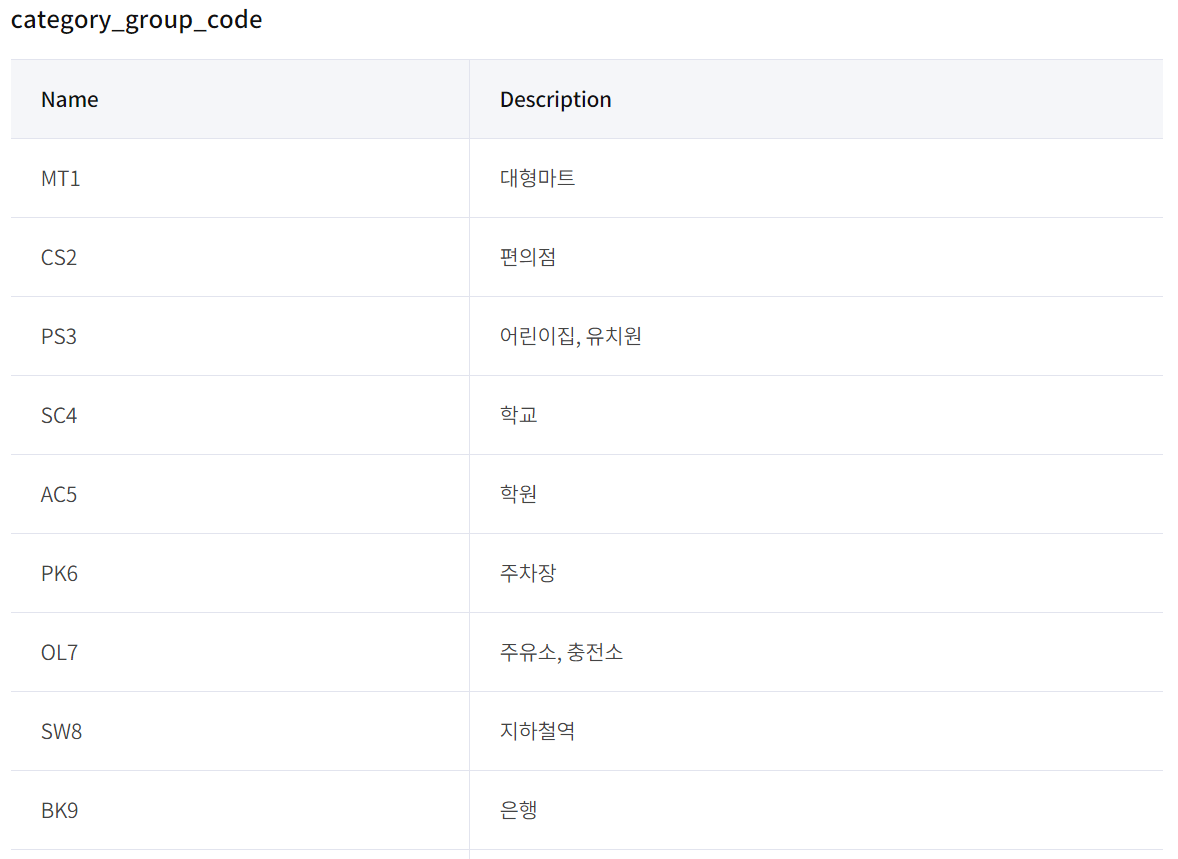 category_group_code
Name Description
MT1 대형마트
CS2 편의점
PS3 어린이집, 유치원
SC4 학교
AC5 학원
PK6 주차장
OL7 주유소, 충전소
SW8 지하철역
BK9 은행